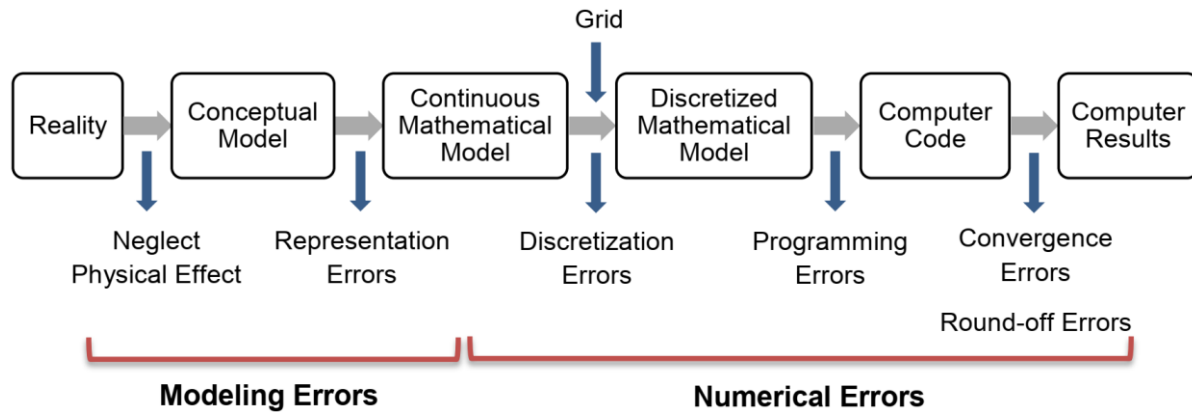 Grid
Reality
Conceptual
Model
Continuous
Mathematical
Model
Discretized
Mathematical
Model
Computer
Code
Computer
Results
Neglect
Physical Effect
Representation
Errors
Discretization
Errors
Programming
Errors
Convergence
Errors
Round-off Errors
Modeling Errors
Numerical Errors